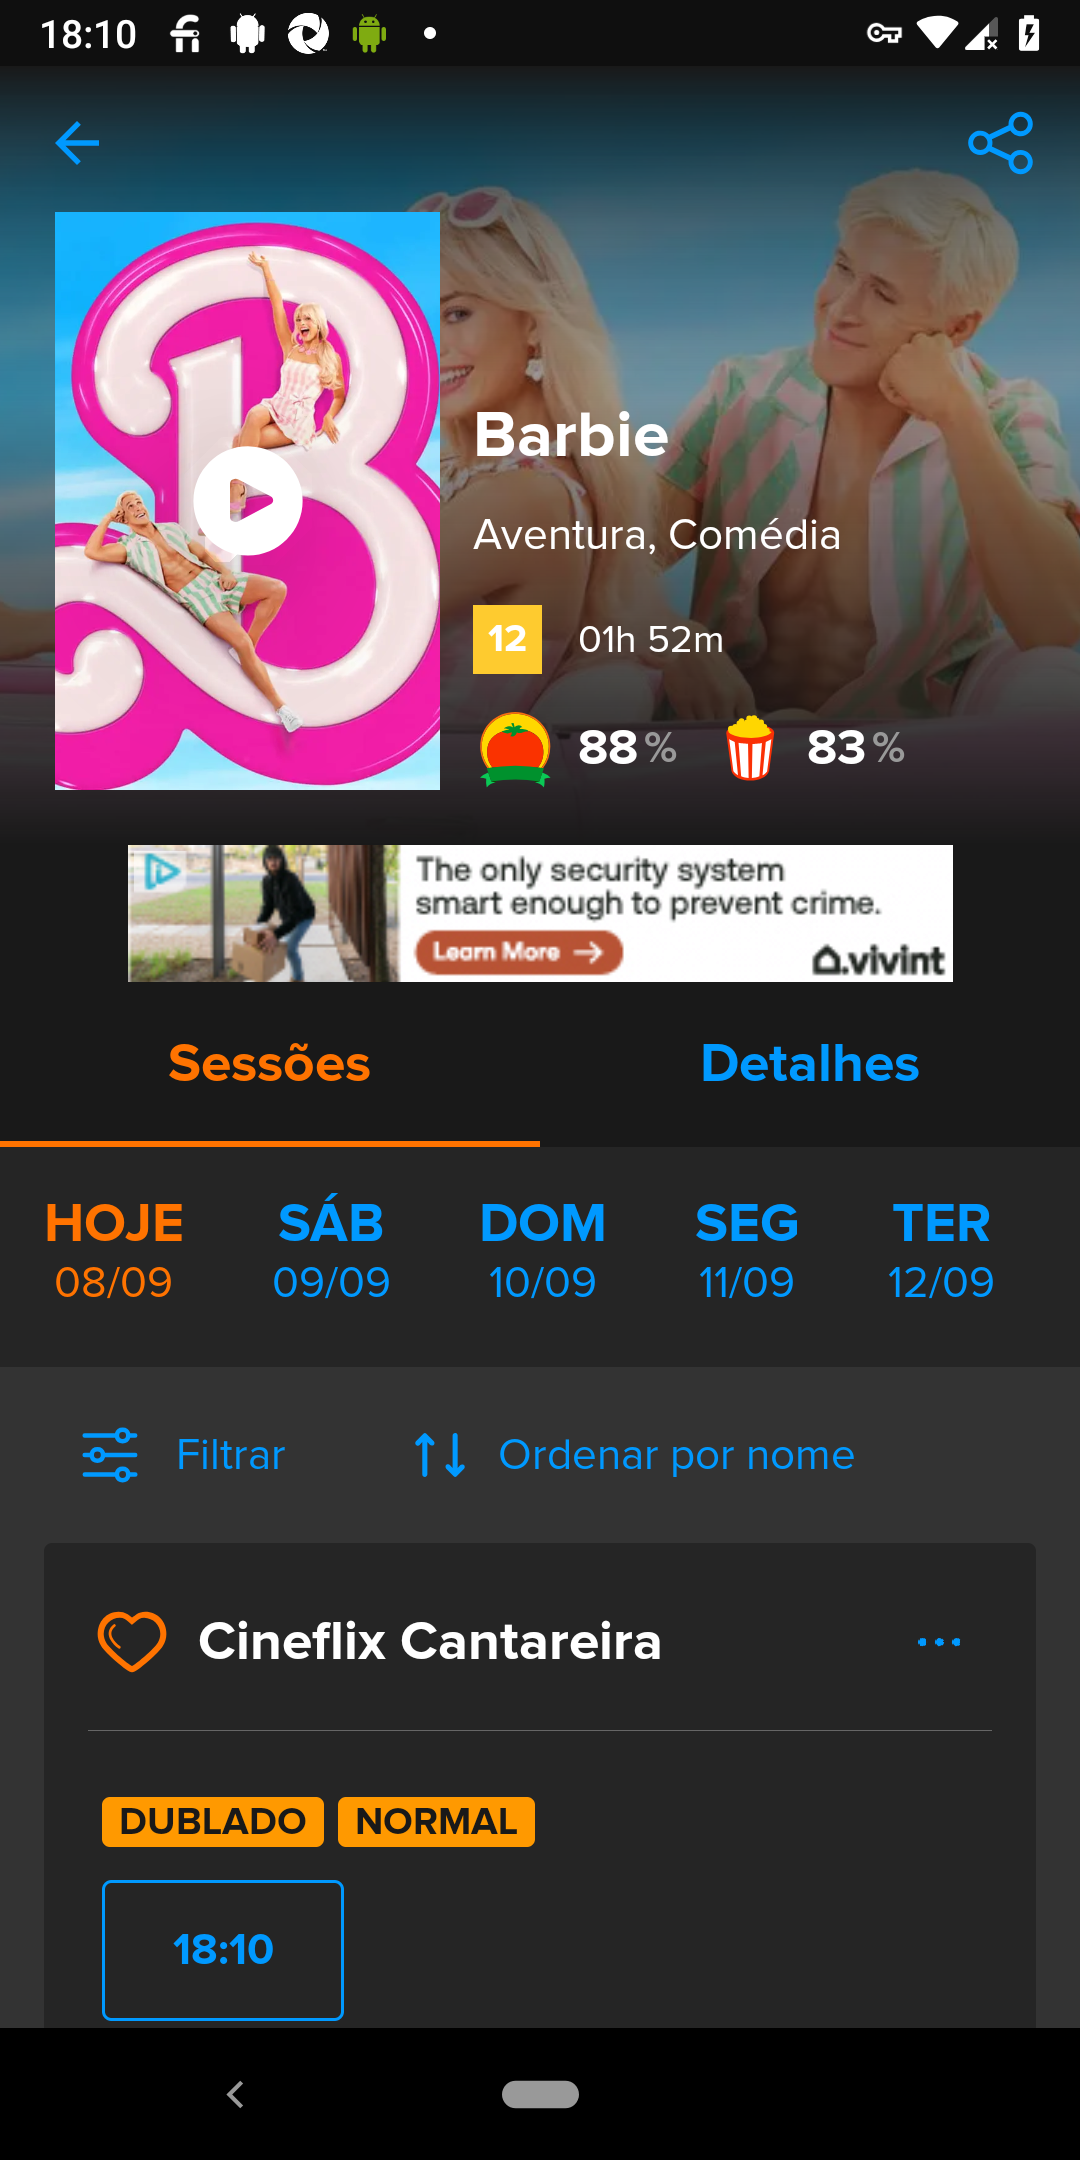 18:10
Barbie
Aventura, Comédia
12 01h 52m
88% 83%
The only security system
smart enough to prevent crime.
Learn More →
vivint
Sessões Detalhes
HOJE SÁB DOM SEG TER
08/09 09/09 10/09 11/09 12/09
Filtrar Ordenar por nome
Cineflix Cantareira
DUBLADO NORMAL
18:10